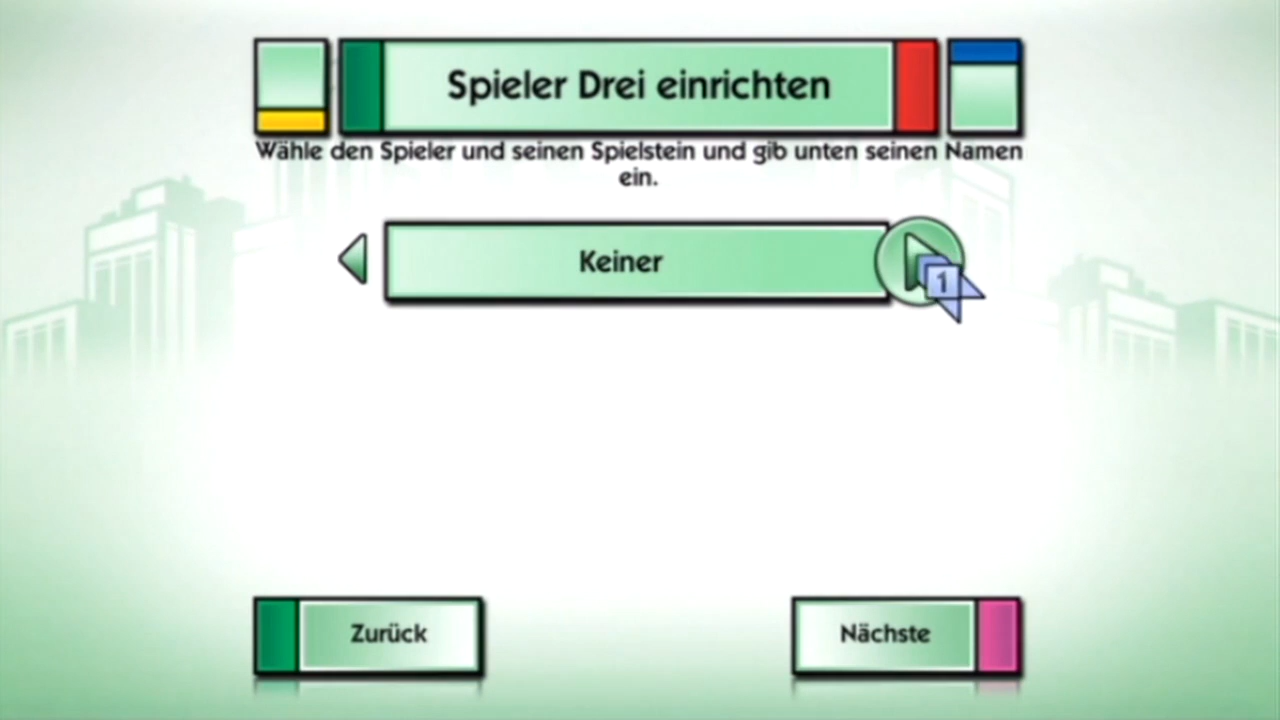 Spieler Drei einrichten
Wähle den Spieler und seinen Spielstein und gib unten seinen Namen
ein.
Keiner
1
Zurück
Nächste